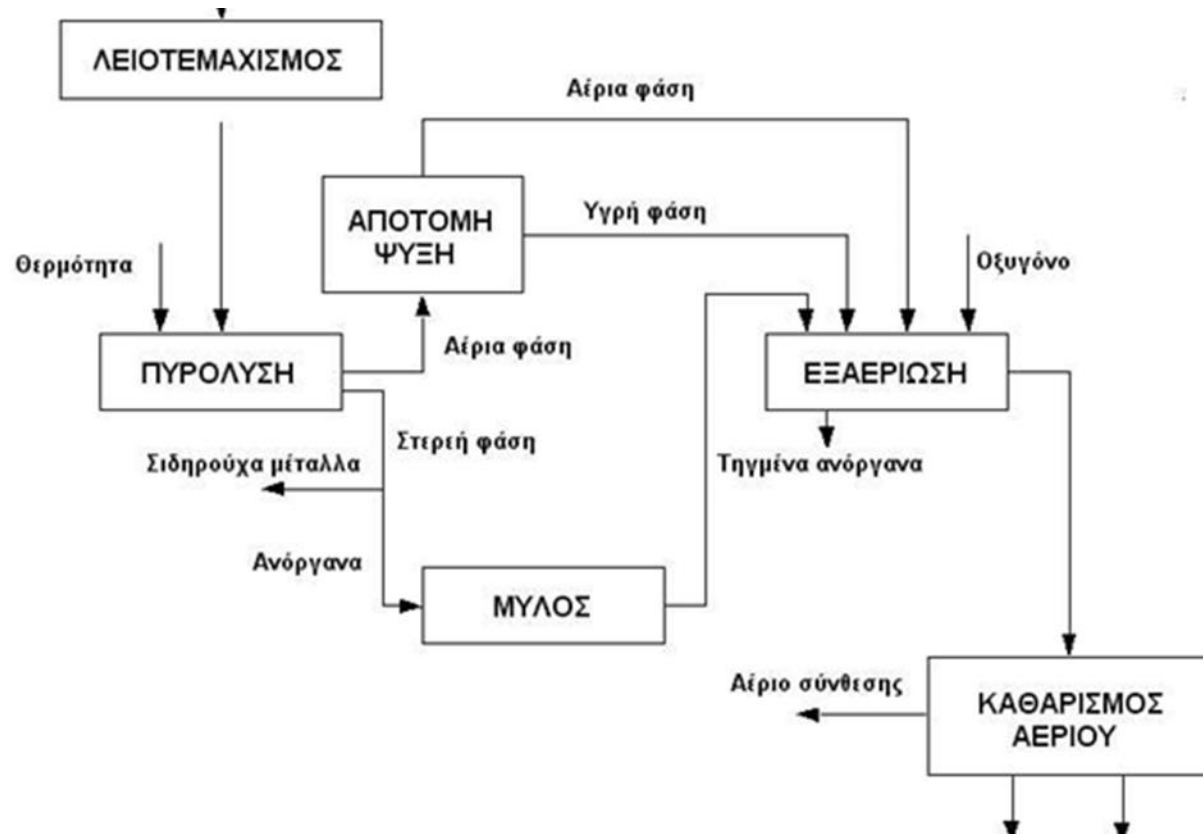 ΛΕΙΟΤΕΜΑΧΙΣΜΟΣ
Αέρια φάση
ΑΠΟΤΟΜΗ
ΨΥΞΗ
Υγρή φάση
Θερμότητα
Οξυγόνο
ΠΥΡΟΛΥΣΗ
Αέρια φάση
ΕΞΑΕΡΙΩΣΗ
Στερεή φάση
Σιδηρούχα μέταλλα
Τηγμένα ανόργανα
Ανόργανα
ΜΥΛΟΣ
Αέριο σύνθεσης
ΚΑΘΑΡΙΣΜΟΣ
ΑΕΡΙΟΥ